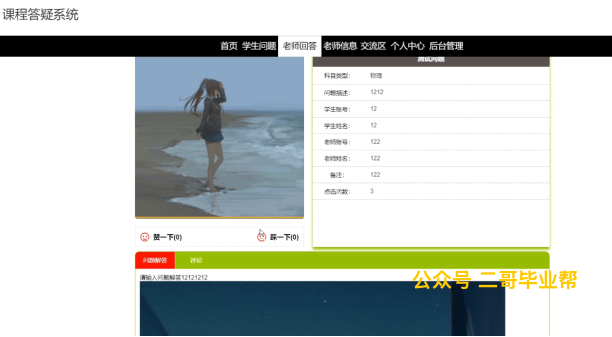 课程答疑系统
首页 学生问题 老师回答 老师信息 交流区 个人中心 后台管理
测试问题
科目类型： 物理
问题描述： 1212
学生账号： 12
学生姓名： 12
老师账号： 122
老师姓名： 122
备注： 122
点击次数： 3
赞一下(0) 踩一下(0)
问题解答 评论
请输入问题解答12121212
公众号 二哥毕业帮